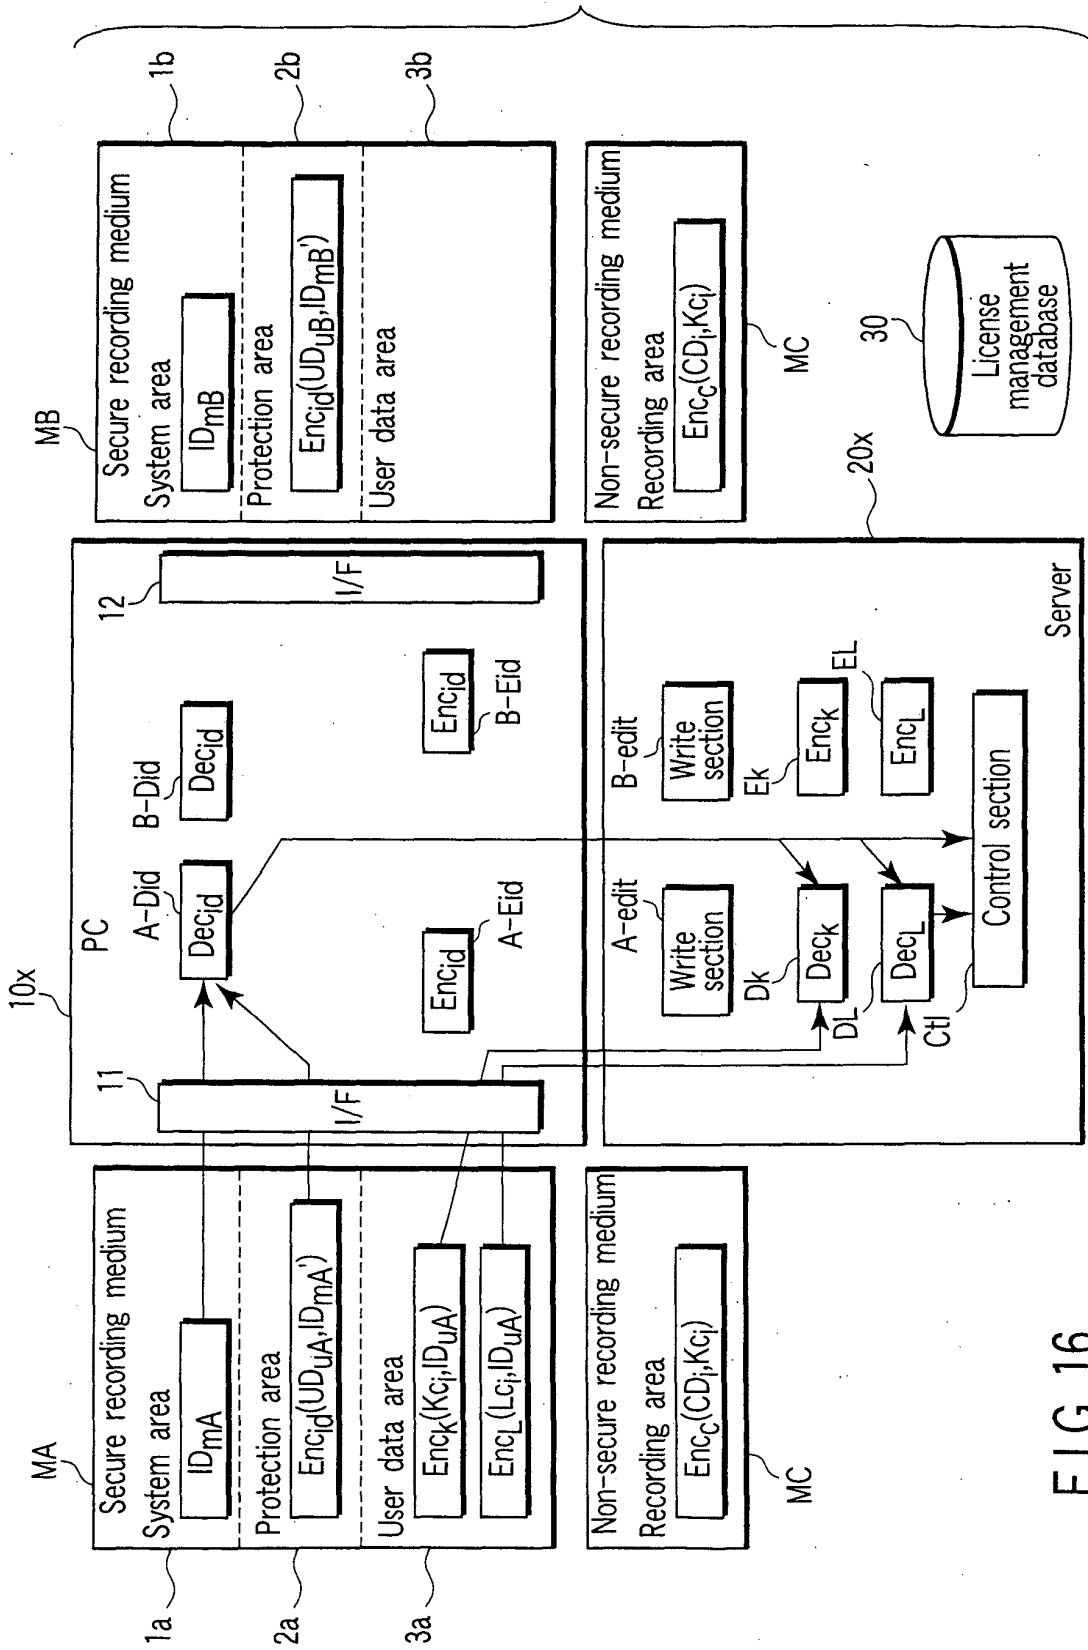 MA
Secure recording medium
System area
IDmA
1a
Protection area
Encid(UDuA,IDmA')
2a
User data area
Enck(Kci,IDuA)
EncL(Lci,IDuA)
3a
Non-secure recording medium
Recording area
Encc(CDi,Kci)
MC
10x
PC
11
I/F
A-Did
Decid
B-Did
Decid
Encid
A-Eid
Encid
B-Eid
12
I/F
A-edit
Write
section
B-edit
Write
section
Dk
Deck
Ek
Enck
DL
DecL
EL
EncL
Ctl
Control section
Server
20x
MB
Secure recording medium
System area
IDmB
1b
Protection area
Encid(UDuB,IDmB')
2b
User data area
3b
Non-secure recording medium
Recording area
Encc(CDi,Kci)
MC
30
License
management
database
FIG.16